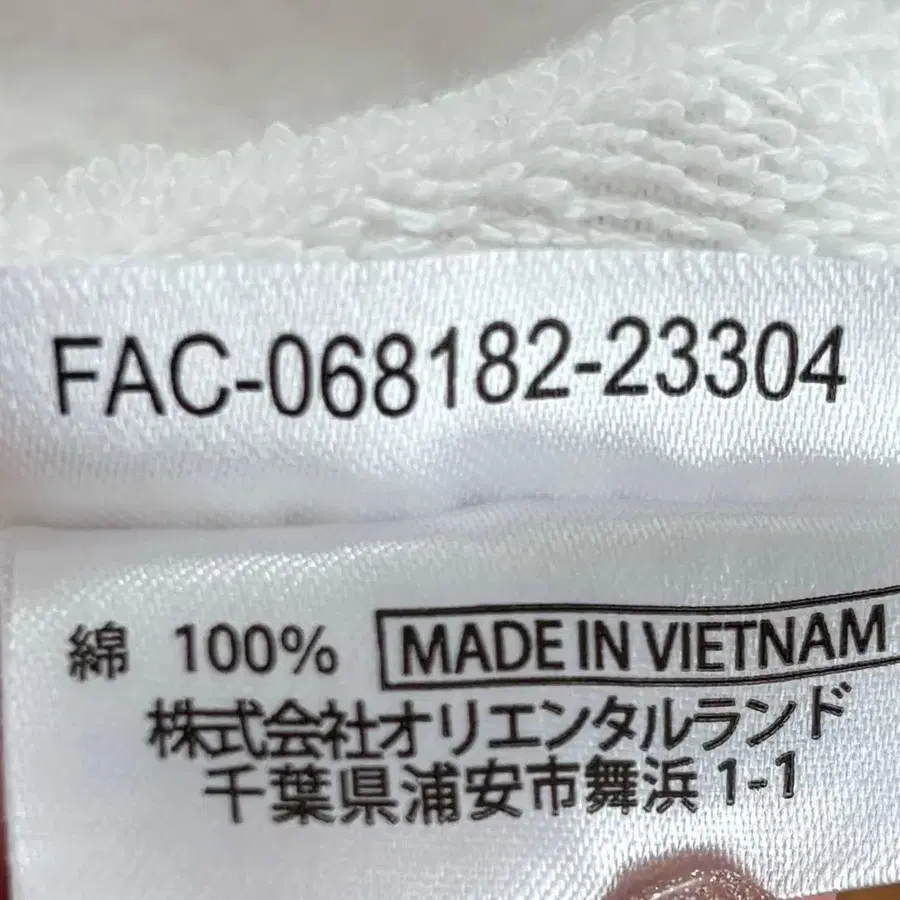 FAC-068182-23304
綿 100% MADE IN VIETNAM
株式会社オリエンタルランド
千葉県浦安市舞浜 1-1